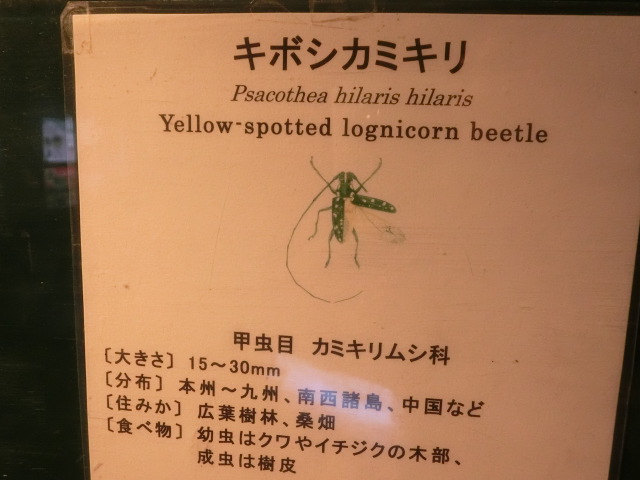 キボシカミキリ
Psacothea hilaris hilaris
Yellow-spotted lognicorn beetle
甲虫目 カミキリムシ科
〔大きさ〕 15～30mm
〔分布〕 本州～九州、南西諸島、中国など
〔住みか〕 広葉樹林、桑畑
〔食べ物〕 幼虫はクワやイチジクの木部、
成虫は樹皮